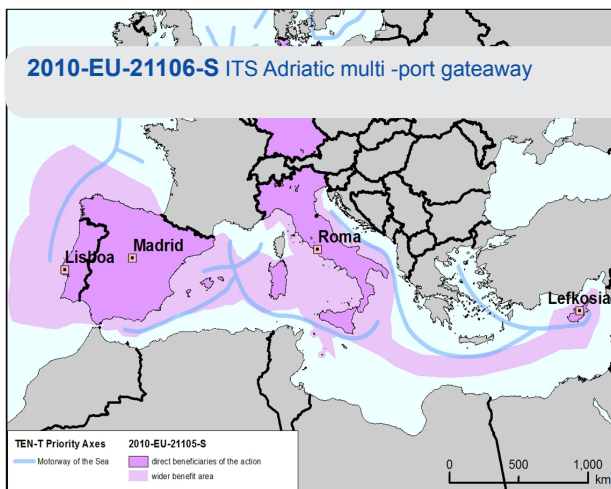 2010-EU-21106-S ITS Adriatic multi -port gateaway
Roma
Madrid
Lisboa
Lefkosia
TEN-T Priority Axes
Motorway of the Sea
2010-EU-21105-S
direct beneficiaries of the action
wider benefit area
0 500 1,000
km